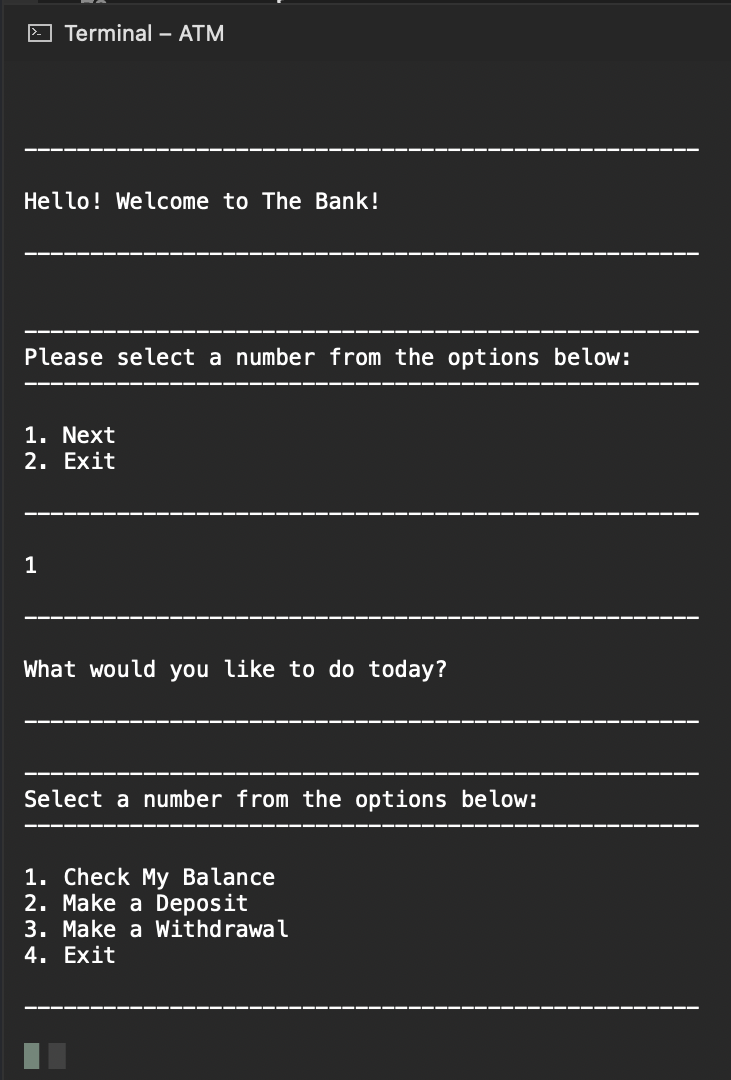 Terminal – ATM
Hello! Welcome to The Bank!
Please select a number from the options below:
1. Next
2. Exit
1
What would you like to do today?
Select a number from the options below:
1. Check My Balance
2. Make a Deposit
3. Make a Withdrawal
4. Exit